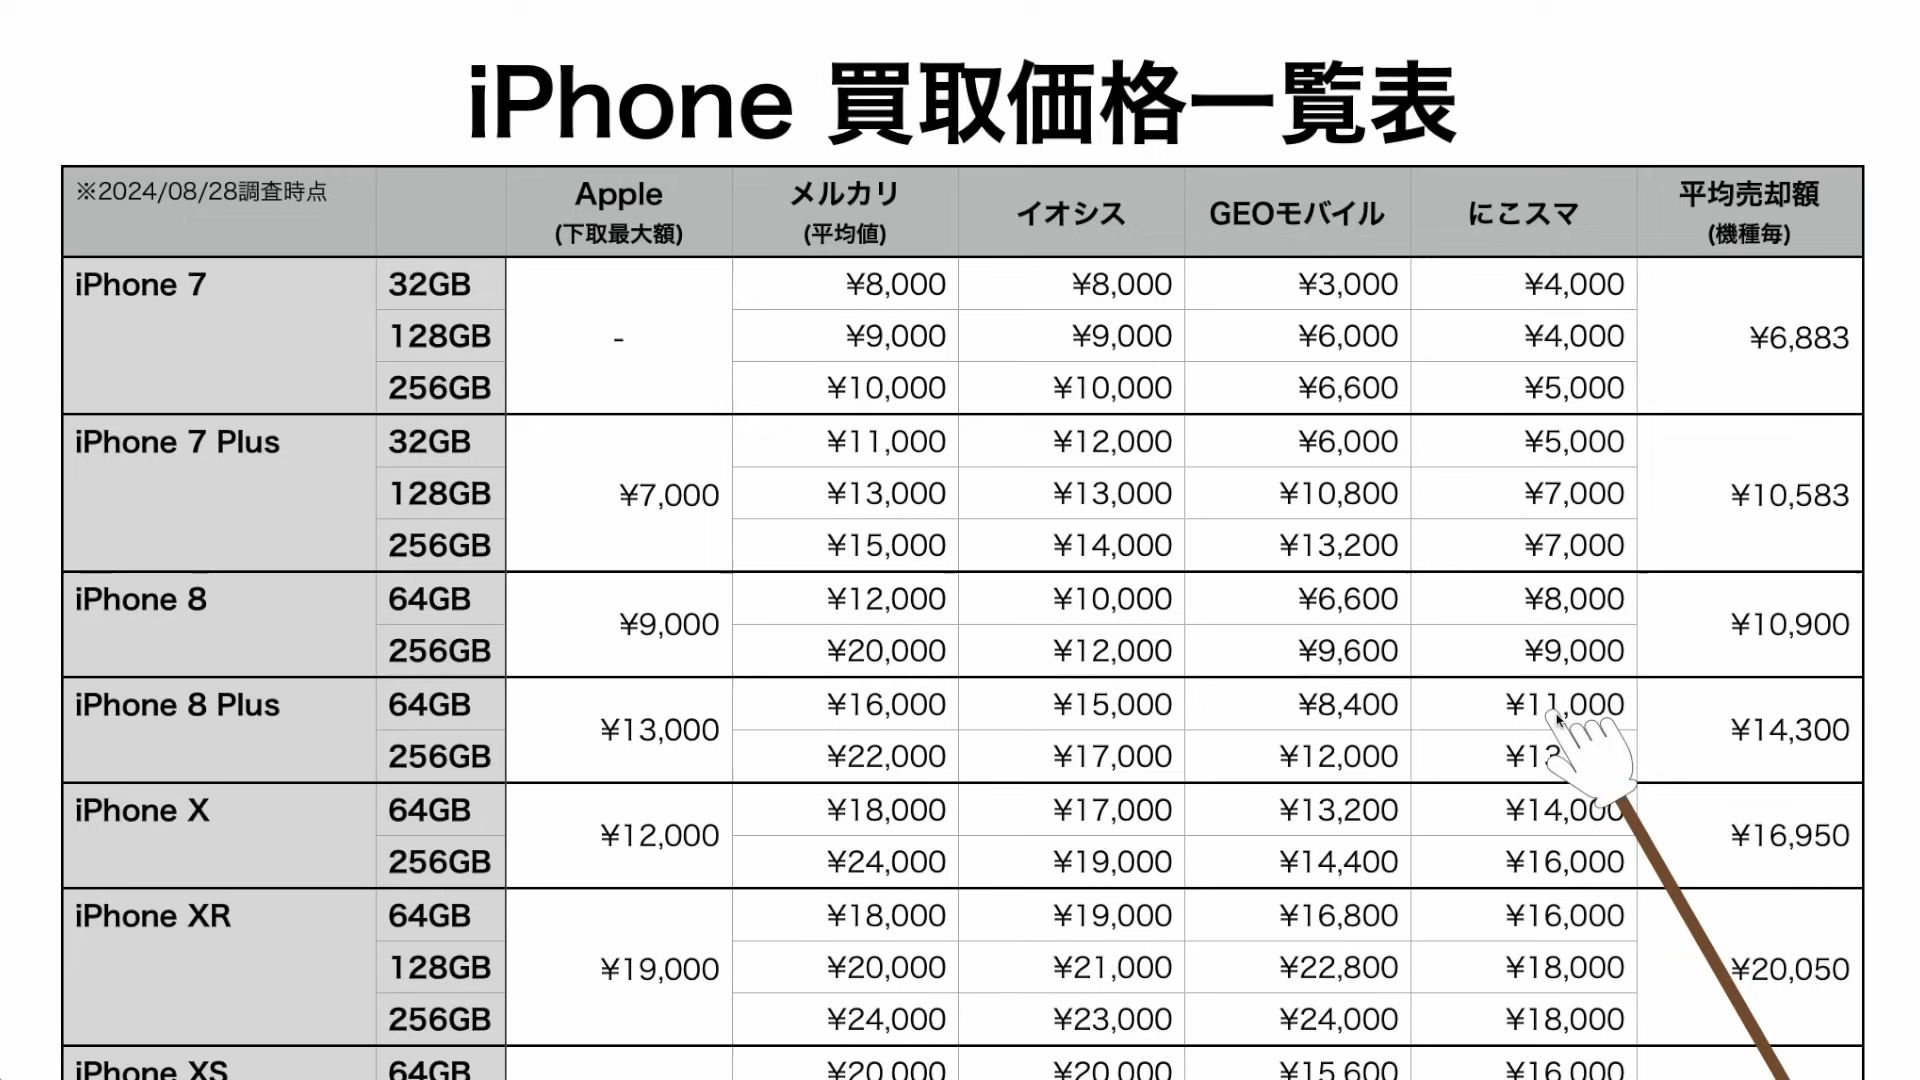 iPhone 買取価格一覧表
※2024/08/28調査時点 Apple (下取最大額) メルカリ (平均値) イオシス GEOモバイル にこスマ 平均売却額 (機種毎)
iPhone 7 32GB - ¥8,000 ¥8,000 ¥3,000 ¥4,000 ¥6,883
128GB ¥9,000 ¥9,000 ¥6,000 ¥4,000
256GB ¥10,000 ¥10,000 ¥6,600 ¥5,000
iPhone 7 Plus 32GB ¥7,000 ¥11,000 ¥12,000 ¥6,000 ¥5,000 ¥10,583
128GB ¥13,000 ¥13,000 ¥10,800 ¥7,000
256GB ¥15,000 ¥14,000 ¥13,200 ¥7,000
iPhone 8 64GB ¥9,000 ¥12,000 ¥10,000 ¥6,600 ¥8,000 ¥10,900
256GB ¥20,000 ¥12,000 ¥9,600 ¥9,000
iPhone 8 Plus 64GB ¥13,000 ¥16,000 ¥15,000 ¥8,400 ¥11,000 ¥14,300
256GB ¥22,000 ¥17,000 ¥12,000
iPhone X 64GB ¥12,000 ¥18,000 ¥17,000 ¥13,200 ¥14,000 ¥16,950
256GB ¥24,000 ¥19,000 ¥14,400 ¥16,000
iPhone XR 64GB ¥19,000 ¥18,000 ¥19,000 ¥16,800 ¥16,000 ¥20,050
128GB ¥20,000 ¥21,000 ¥22,800 ¥18,000
256GB ¥24,000 ¥23,000 ¥24,000 ¥18,000
iPhone XS 64GB ¥20,000 ¥20,000 ¥15,600 ¥16,000